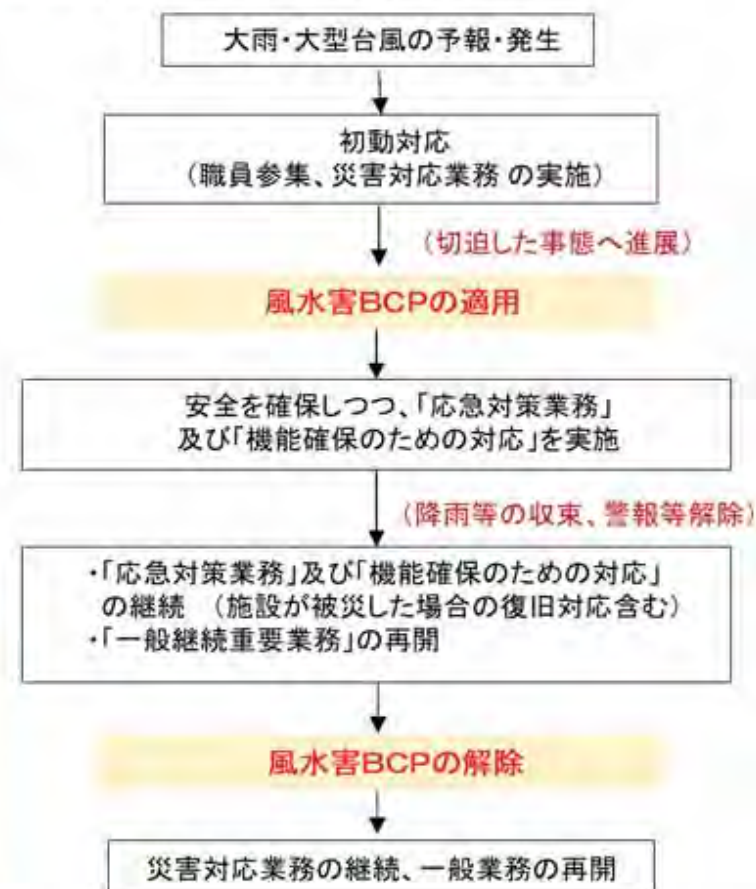 大雨・大型台風の予報・発生
初動対応
(職員参集、災害対応業務 の実施)
(切迫した事態へ進展)
風水害BCPの適用
安全を確保しつつ、「応急対策業務」
及び「機能確保のための対応」を実施
(降雨等の収束、警報等解除)
・「応急対策業務」及び「機能確保のための対応」
の継続 (施設が被災した場合の復旧対応含む)
・「一般継続重要業務」の再開
風水害BCPの解除
災害対応業務の継続、一般業務の再開